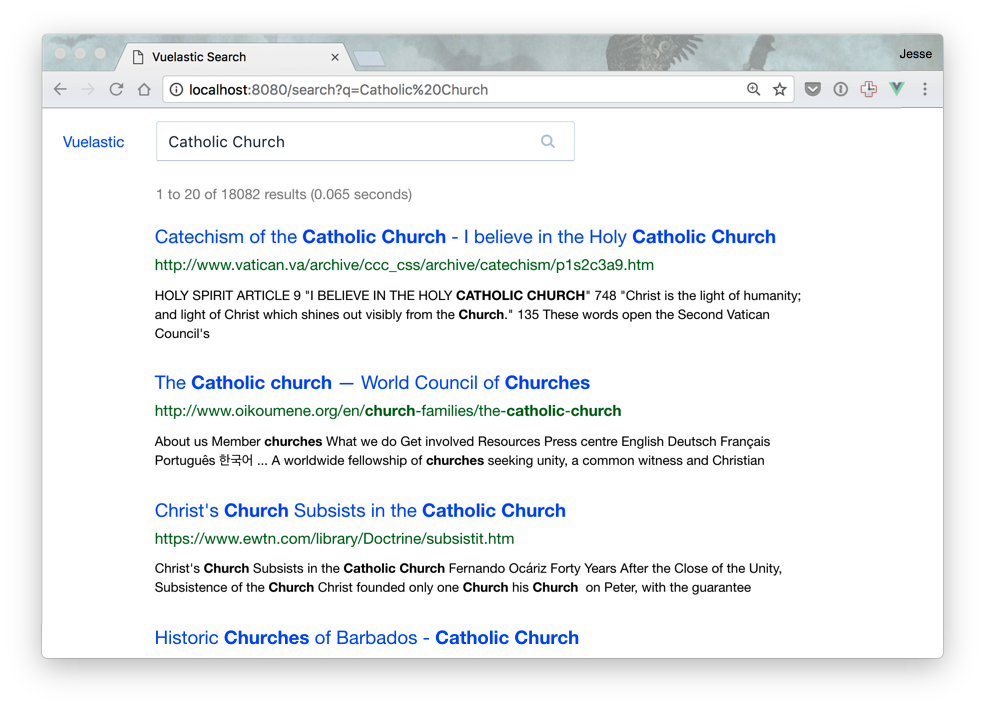 Vuelastic Search
Jesse
localhost:8080/search?q=Catholic%20Church
Vuelastic
Catholic Church
1 to 20 of 18082 results (0.065 seconds)
Catechism of the Catholic Church - I believe in the Holy Catholic Church
http://www.vatican.va/archive/ccc_css/archive/catechism/p1s2c3a9.htm
HOLY SPIRIT ARTICLE 9 "I BELIEVE IN THE HOLY CATHOLIC CHURCH" 748 "Christ is the light of humanity;
and light of Christ which shines out visibly from the Church." 135 These words open the Second Vatican
Council's
The Catholic church — World Council of Churches
http://www.oikoumene.org/en/church-families/the-catholic-church
About us Member churches What we do Get involved Resources Press centre English Deutsch Français
Português 한국어 ... A worldwide fellowship of churches seeking unity, a common witness and Christian
Christ's Church Subsists in the Catholic Church
https://www.ewtn.com/library/Doctrine/subsistit.htm
Christ's Church Subsists in the Catholic Church Fernando Ocáriz Forty Years After the Close of the Unity,
Subsistence of the Church Christ founded only one Church his Church on Peter, with the guarantee
Historic Churches of Barbados - Catholic Church